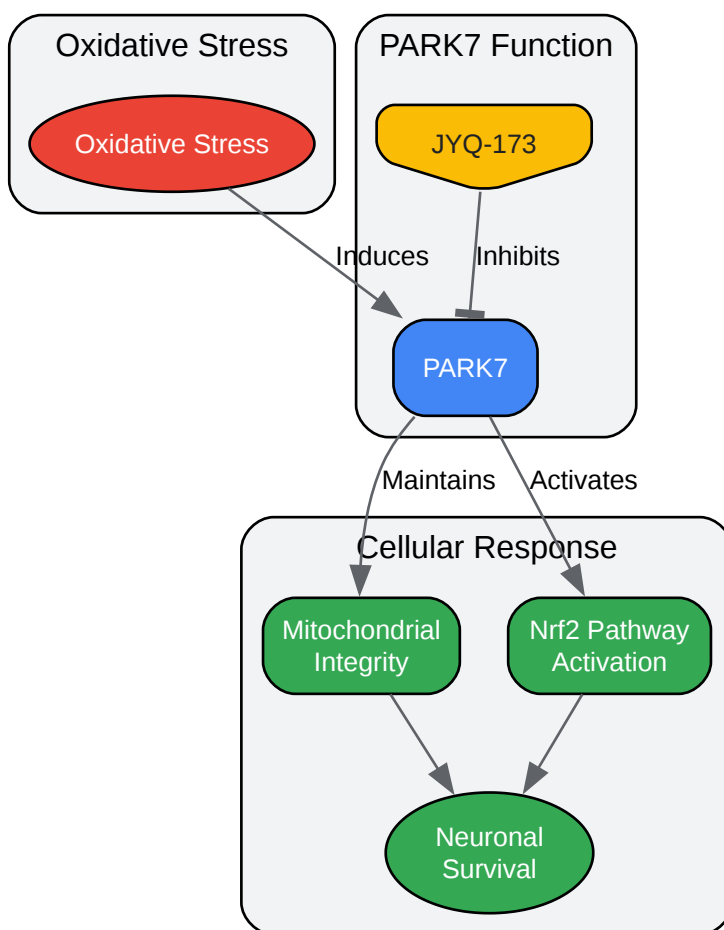 Oxidative Stress
PARK7 Function
Oxidative Stress
JYQ-173
Induces
Inhibits
PARK7
Maintains
Activates
Cellular Response
Mitochondrial
Integrity
Nrf2 Pathway
Activation
Neuronal
Survival